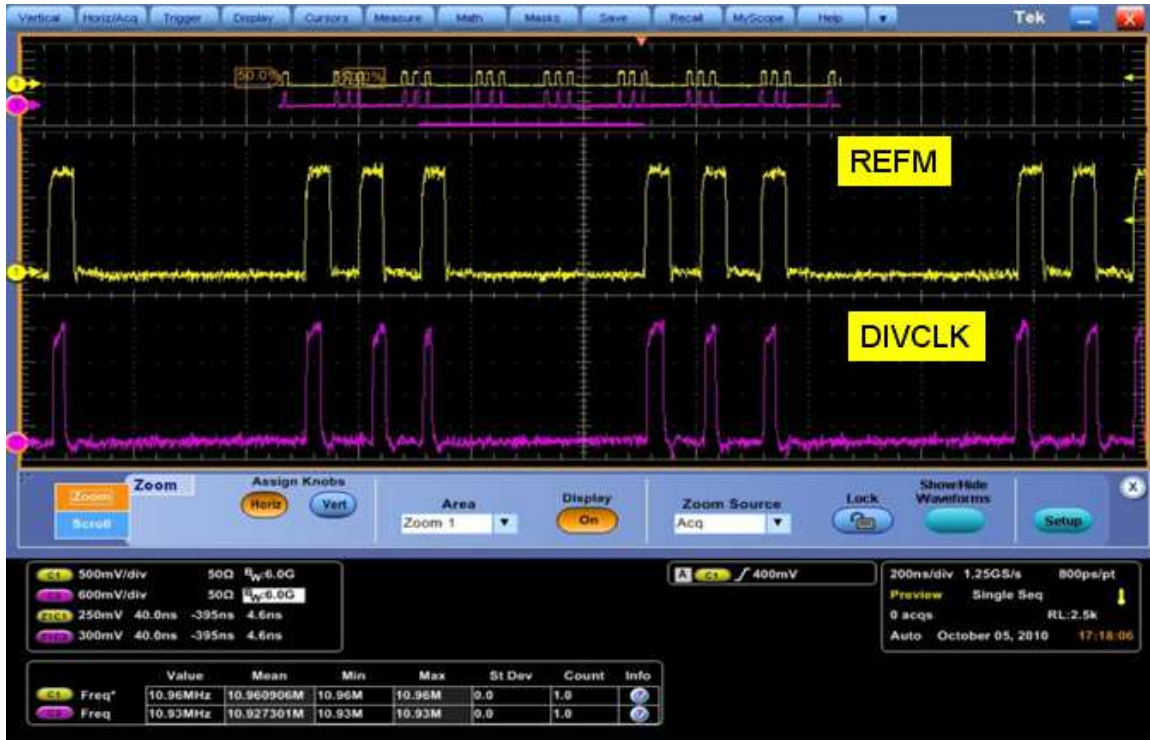 Vertical Horiz/Acq Trigger Display Cursors Measure Math Masks Save Recall MyScope Help Tek
50.0%
REFM
DIVCLK
Zoom Zoom Assign Knobs
Scroll Horiz Vert
Area
Zoom 1
Display
On
Zoom Source
Acq
Lock
Show/Hide Waveforms
Setup
C1 500mV/div 50Ω BW:6.0G
600mV/div 50Ω BW:6.0G
Z1C1 250mV 40.0ns -395ns 4.6ns
300mV 40.0ns -395ns 4.6ns
A C1 400mV
200ns/div 1.25GS/s 800ps/pt
Preview Single Seq
0 acqs RL:2.5k
Auto October 05, 2010 17:18:06
Value Mean Min Max St Dev Count Info
C1 Freq* 10.96MHz 10.960906M 10.96M 10.96M 0.0 1.0
Freq 10.93MHz 10.927301M 10.93M 10.93M 0.0 1.0